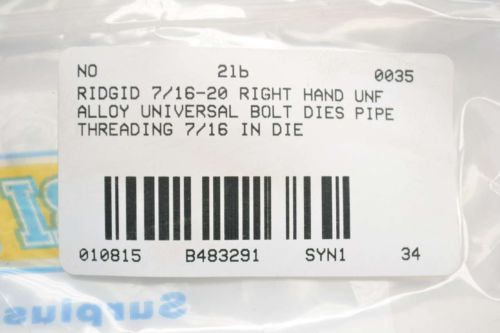 NO 2lb 0035
RIDGID 7/16-20 RIGHT HAND UNF
ALLOY UNIVERSAL BOLT DIES PIPE
THREADING 7/16 IN DIE
010815 B483291 SYN1 34
Surplus